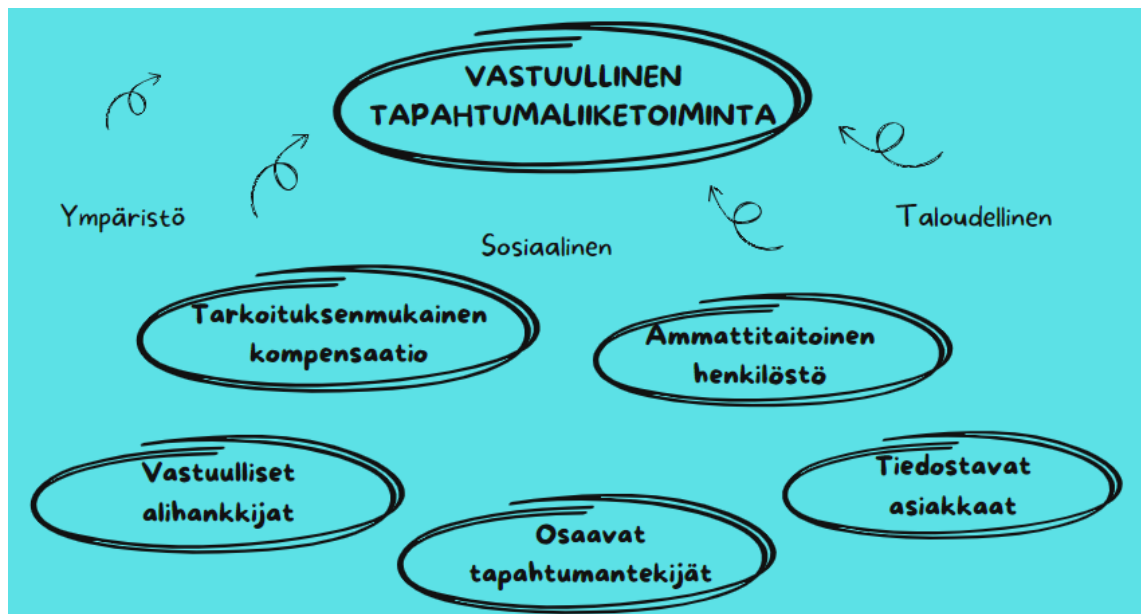 VASTUULLINEN
TAPAHTUMALIIKETOIMINTA
Ympäristö
Sosiaalinen
Taloudellinen
Tarkoituksenmukainen
kompensaatio
Ammattitaitoinen
henkilöstö
Vastuulliset
alihankkijat
Osaavat
tapahtumantekijät
Tiedostavat
asiakkaat